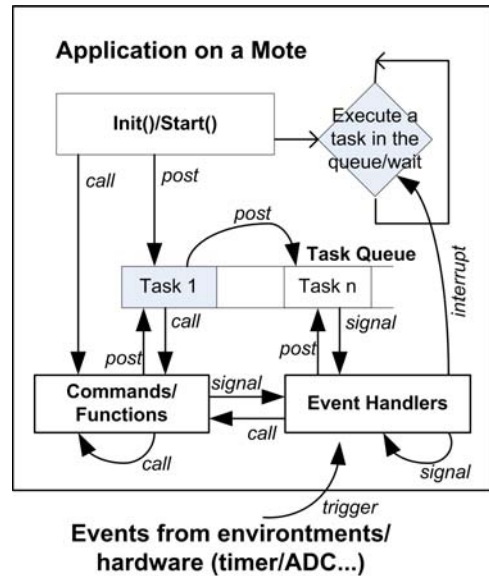 Application on a Mote
Init()/Start()
Execute a
task in the
queue/wait
call
post
post
Task Queue
Task 1
Task n
interrupt
call
signal
post
post
Commands/
Functions
signal
Event Handlers
call
call
signal
trigger
Events from environtments/
hardware (timer/ADC...)